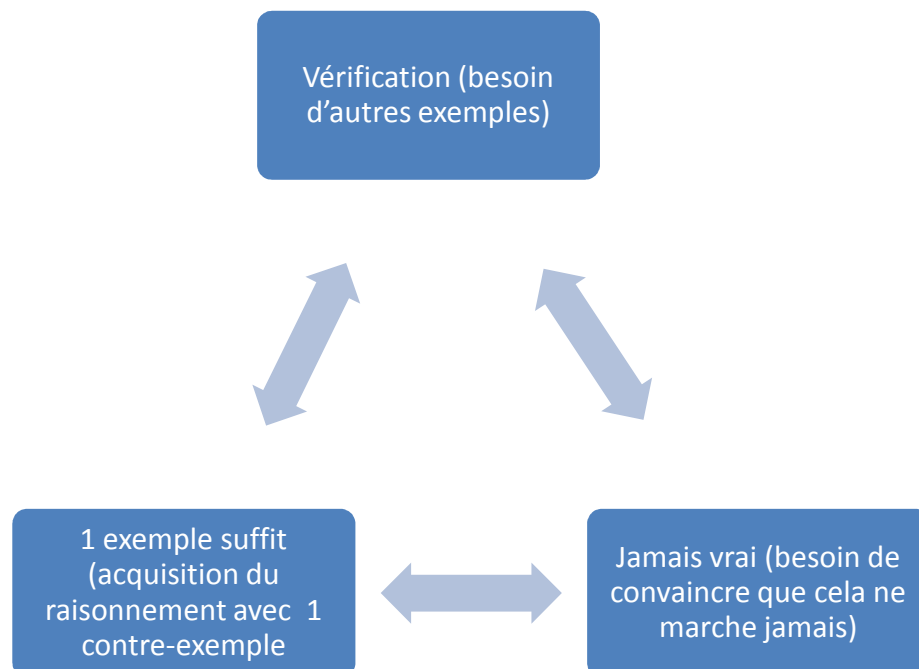 Vérification (besoin
d’autres exemples)
1 exemple suffit
(acquisition du
raisonnement avec 1
contre-exemple
Jamais vrai (besoin de
convaincre que cela ne
marche jamais)